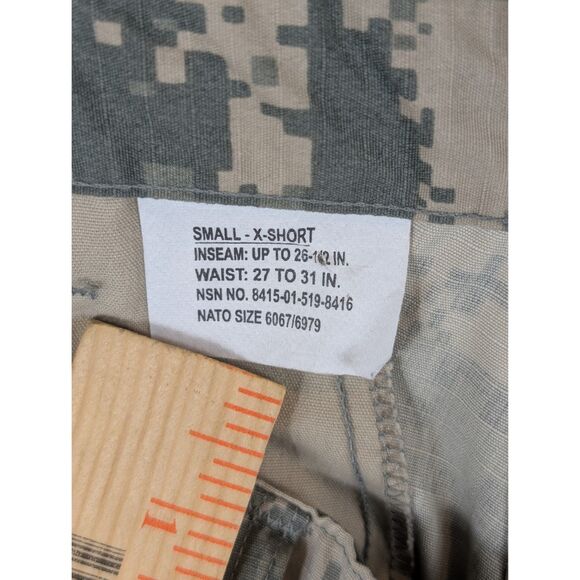 SMALL - X-SHORT
INSEAM: UP TO 26-1/2 IN.
WAIST: 27 TO 31 IN.
NSN NO. 8415-01-519-8416
NATO SIZE 6067/6979
1